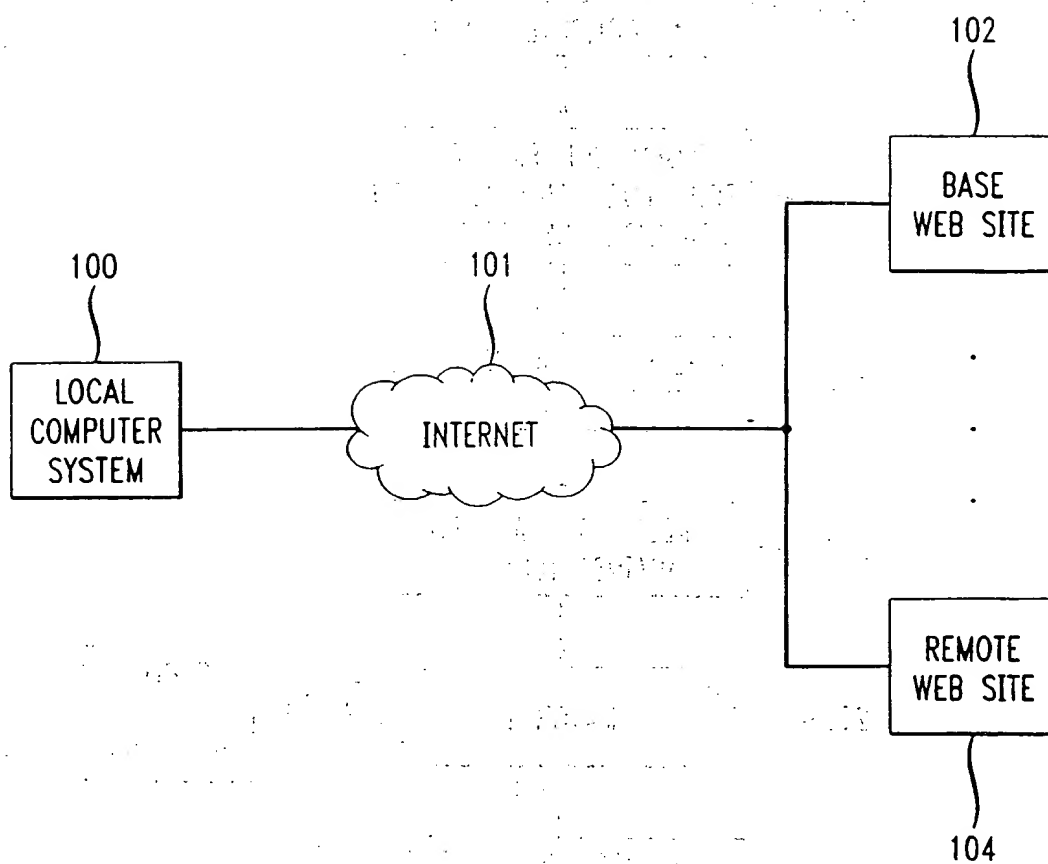 102
BASE
WEB SITE
100
101
LOCAL
COMPUTER
SYSTEM
INTERNET
REMOTE
WEB SITE
104